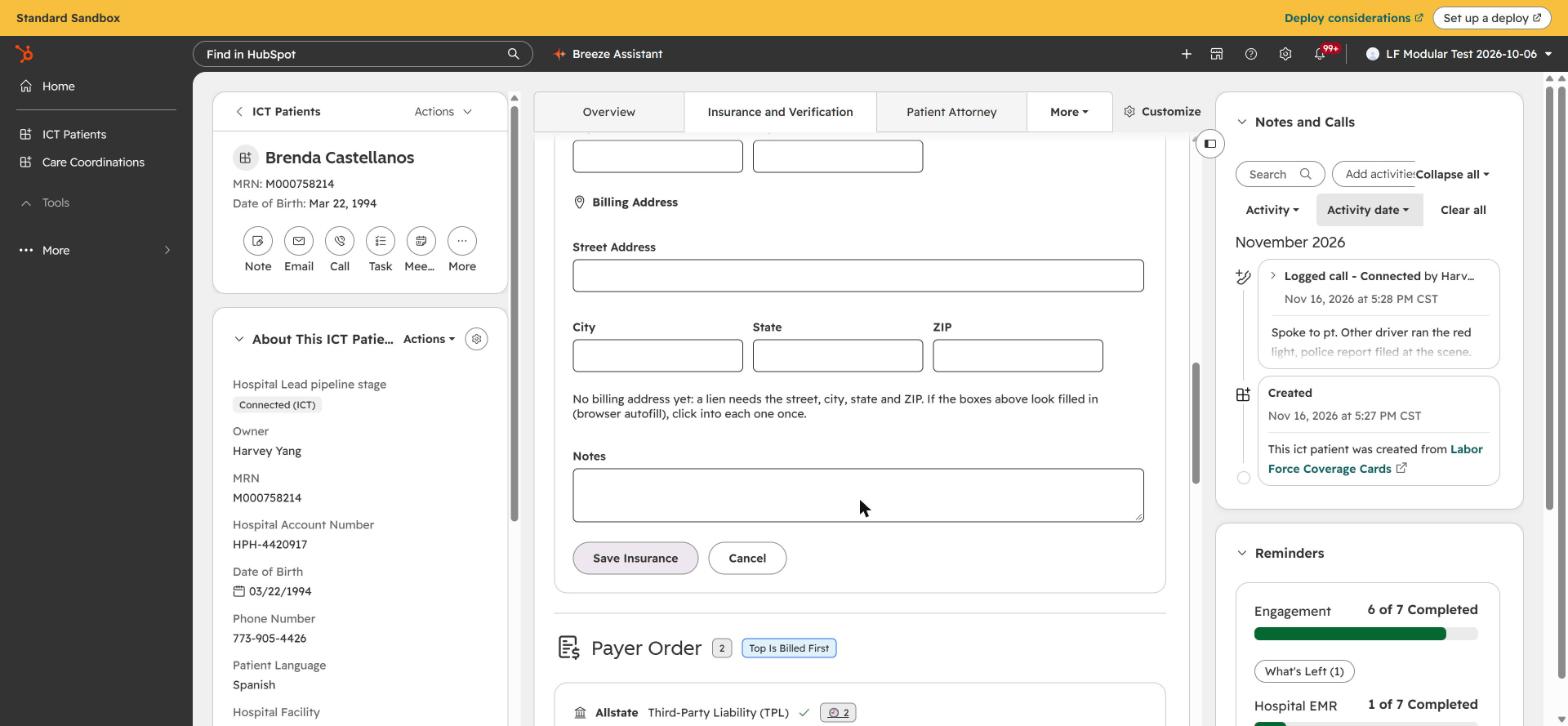 Standard Sandbox
Deploy considerations
Set up a deploy
Find in HubSpot
Breeze Assistant
99+
LF Modular Test 2026-10-06
Home
ICT Patients
Care Coordinations
Tools
More
ICT Patients
Actions
Brenda Castellanos
MRN: M000758214
Date of Birth: Mar 22, 1994
Note
Email
Call
Task
Mee...
More
About This ICT Patie...
Actions
Hospital Lead pipeline stage
Connected (ICT)
Owner
Harvey Yang
MRN
M000758214
Hospital Account Number
HPH-4420917
Date of Birth
03/22/1994
Phone Number
773-905-4426
Patient Language
Spanish
Hospital Facility
Overview
Insurance and Verification
Patient Attorney
More
Customize
Billing Address
Street Address
City
State
ZIP
No billing address yet: a lien needs the street, city, state and ZIP. If the boxes above look filled in
(browser autofill), click into each one once.
Notes
Save Insurance
Cancel
Payer Order
2
Top Is Billed First
Allstate
Third-Party Liability (TPL)
2
Notes and Calls
Search
Add activitie
Collapse all
Activity
Activity date
Clear all
November 2026
Logged call - Connected by Harv...
Nov 16, 2026 at 5:28 PM CST
Spoke to pt. Other driver ran the red
light, police report filed at the scene.
Created
Nov 16, 2026 at 5:27 PM CST
This ict patient was created from Labor
Force Coverage Cards
Reminders
Engagement
6 of 7 Completed
What's Left (1)
Hospital EMR
1 of 7 Completed